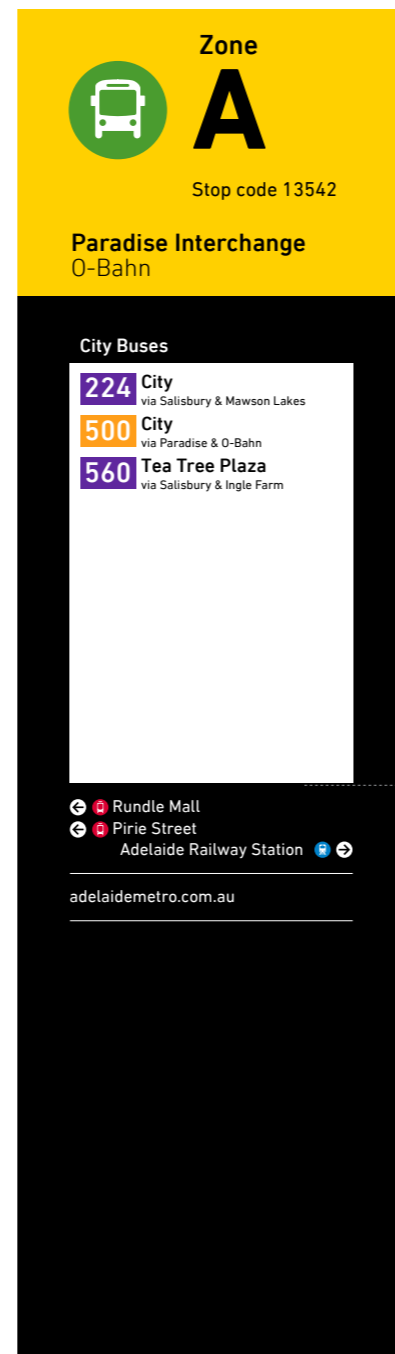 Zone
A
Stop code 13542
Paradise Interchange
O-Bahn
City Buses
224 City
via Salisbury & Mawson Lakes
500 City
via Paradise & O-Bahn
560 Tea Tree Plaza
via Salisbury & Ingle Farm
Rundle Mall
Pirie Street
Adelaide Railway Station
adelaidemetro.com.au